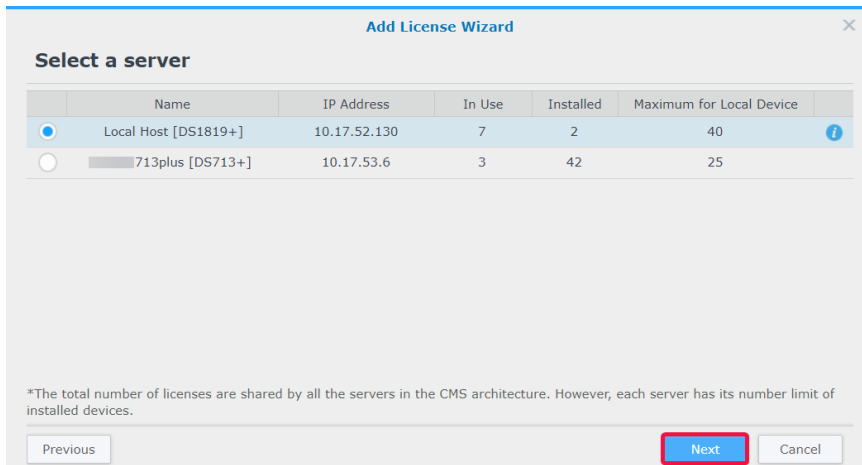 Add License Wizard
Select a server
Name IP Address In Use Installed Maximum for Local Device
Local Host [DS1819+] 10.17.52.130 7 2 40
713plus [DS713+] 10.17.53.6 3 42 25
*The total number of licenses are shared by all the servers in the CMS architecture. However, each server has its number limit of
installed devices.
Previous Next Cancel